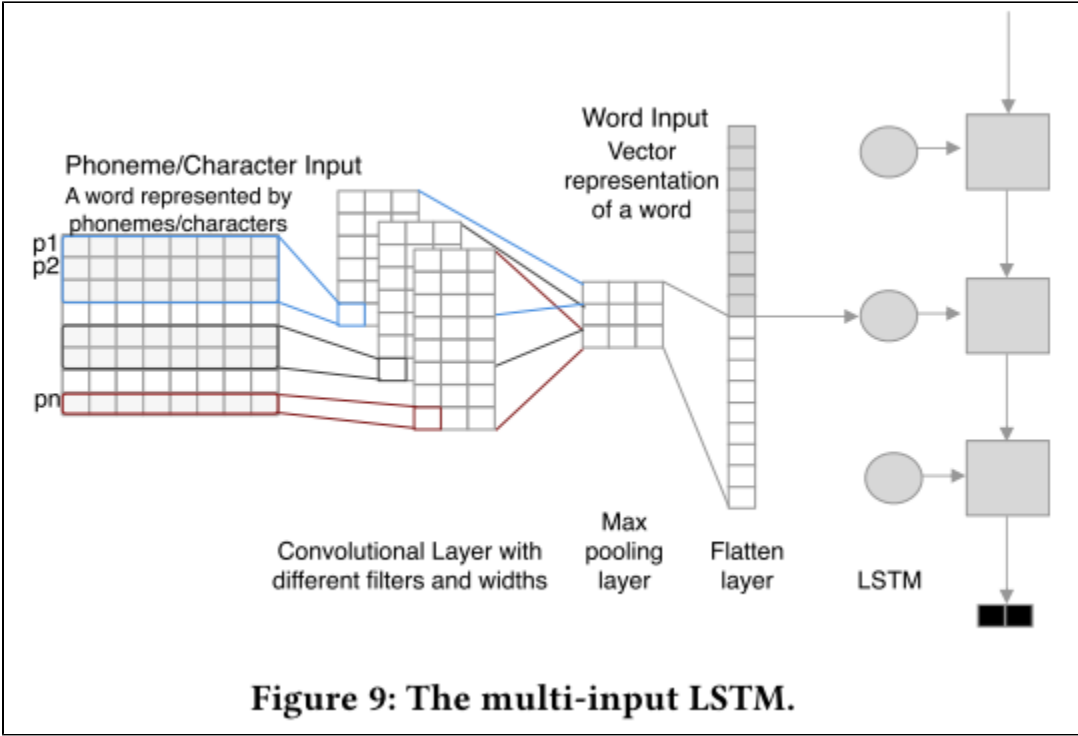 Phoneme/Character Input
A word represented by
phonemes/characters
p1
p2
pn
Word Input
Vector
representation
of a word
Convolutional Layer with
different filters and widths
Max
pooling
layer
Flatten
layer
LSTM
Figure 9: The multi-input LSTM.